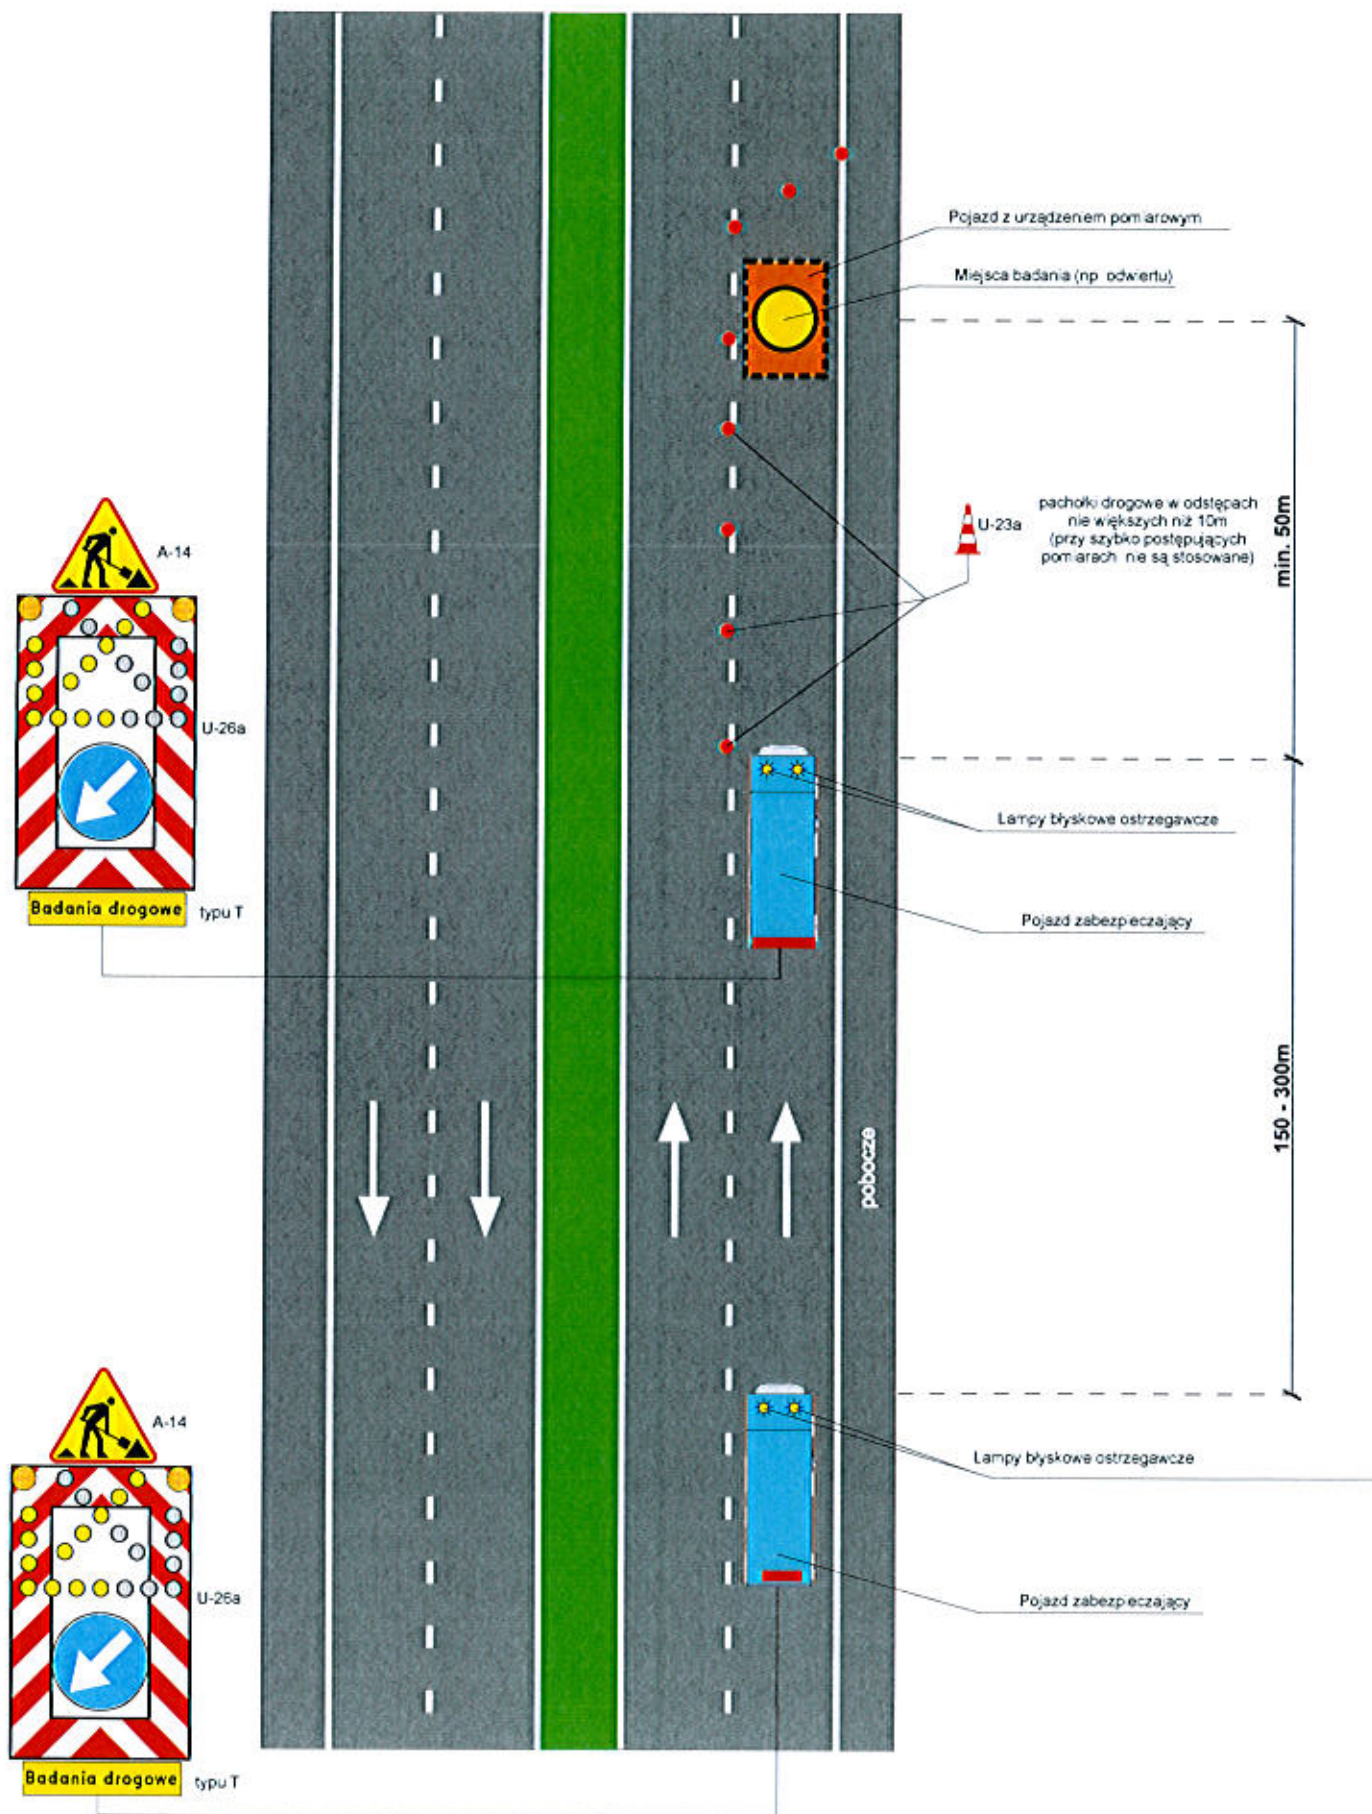 Pojazd z urządzeniem pomiarowym
Miejsca badania (np. odwiertu)
A-14
U-23a
pachołki drogowe w odstępach
nie większych niż 10m
(przy szybko postępujących
pomiarach nie są stosowane)
min. 50m
U-26a
Lampy błyskowe ostrzegawcze
Badania drogowe
typu T
Pojazd zabezpieczający
150 - 300m
pobocze
A-14
Lampy błyskowe ostrzegawcze
U-26a
Pojazd zabezpieczający
Badania drogowe
typu T